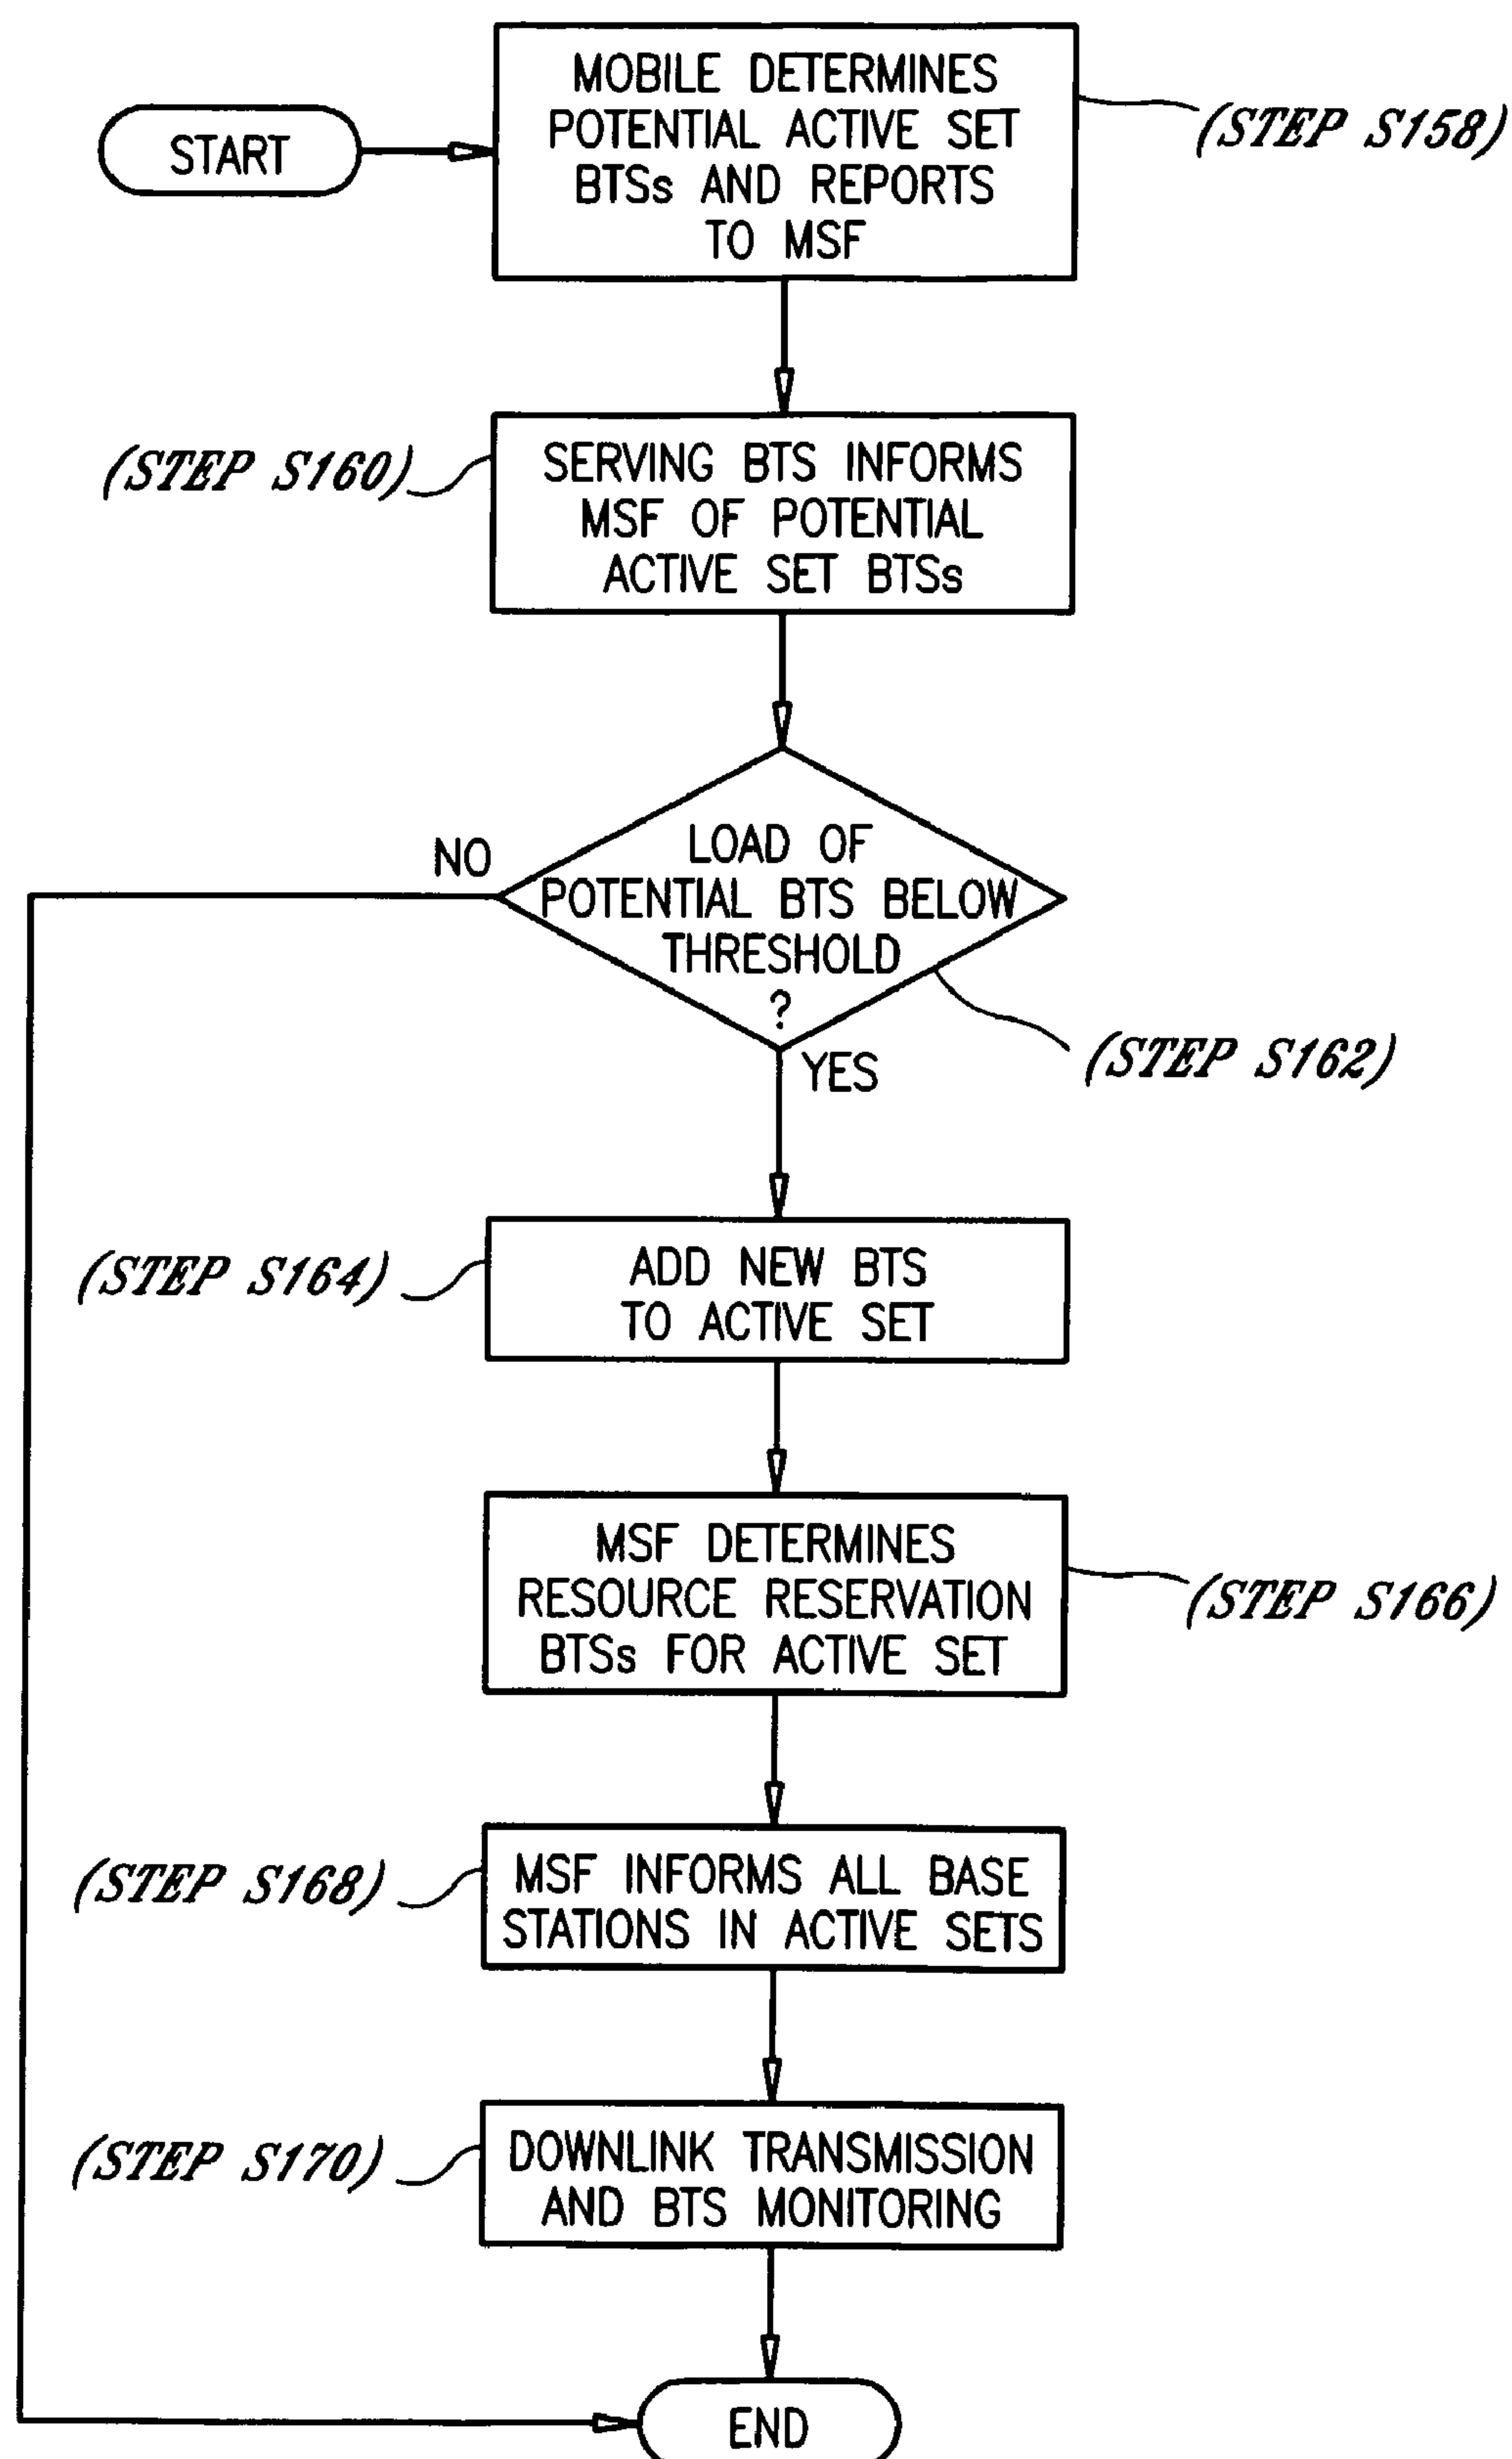 START
MOBILE DETERMINES
POTENTIAL ACTIVE SET
BTSs AND REPORTS
TO MSF
(STEP S158)
(STEP S160)
SERVING BTS INFORMS
MSF OF POTENTIAL
ACTIVE SET BTSs
NO
LOAD OF
POTENTIAL BTS BELOW
THRESHOLD
?
YES
(STEP S162)
(STEP S164)
ADD NEW BTS
TO ACTIVE SET
MSF DETERMINES
RESOURCE RESERVATION
BTSs FOR ACTIVE SET
(STEP S166)
(STEP S168)
MSF INFORMS ALL BASE
STATIONS IN ACTIVE SETS
(STEP S170)
DOWNLINK TRANSMISSION
AND BTS MONITORING
END